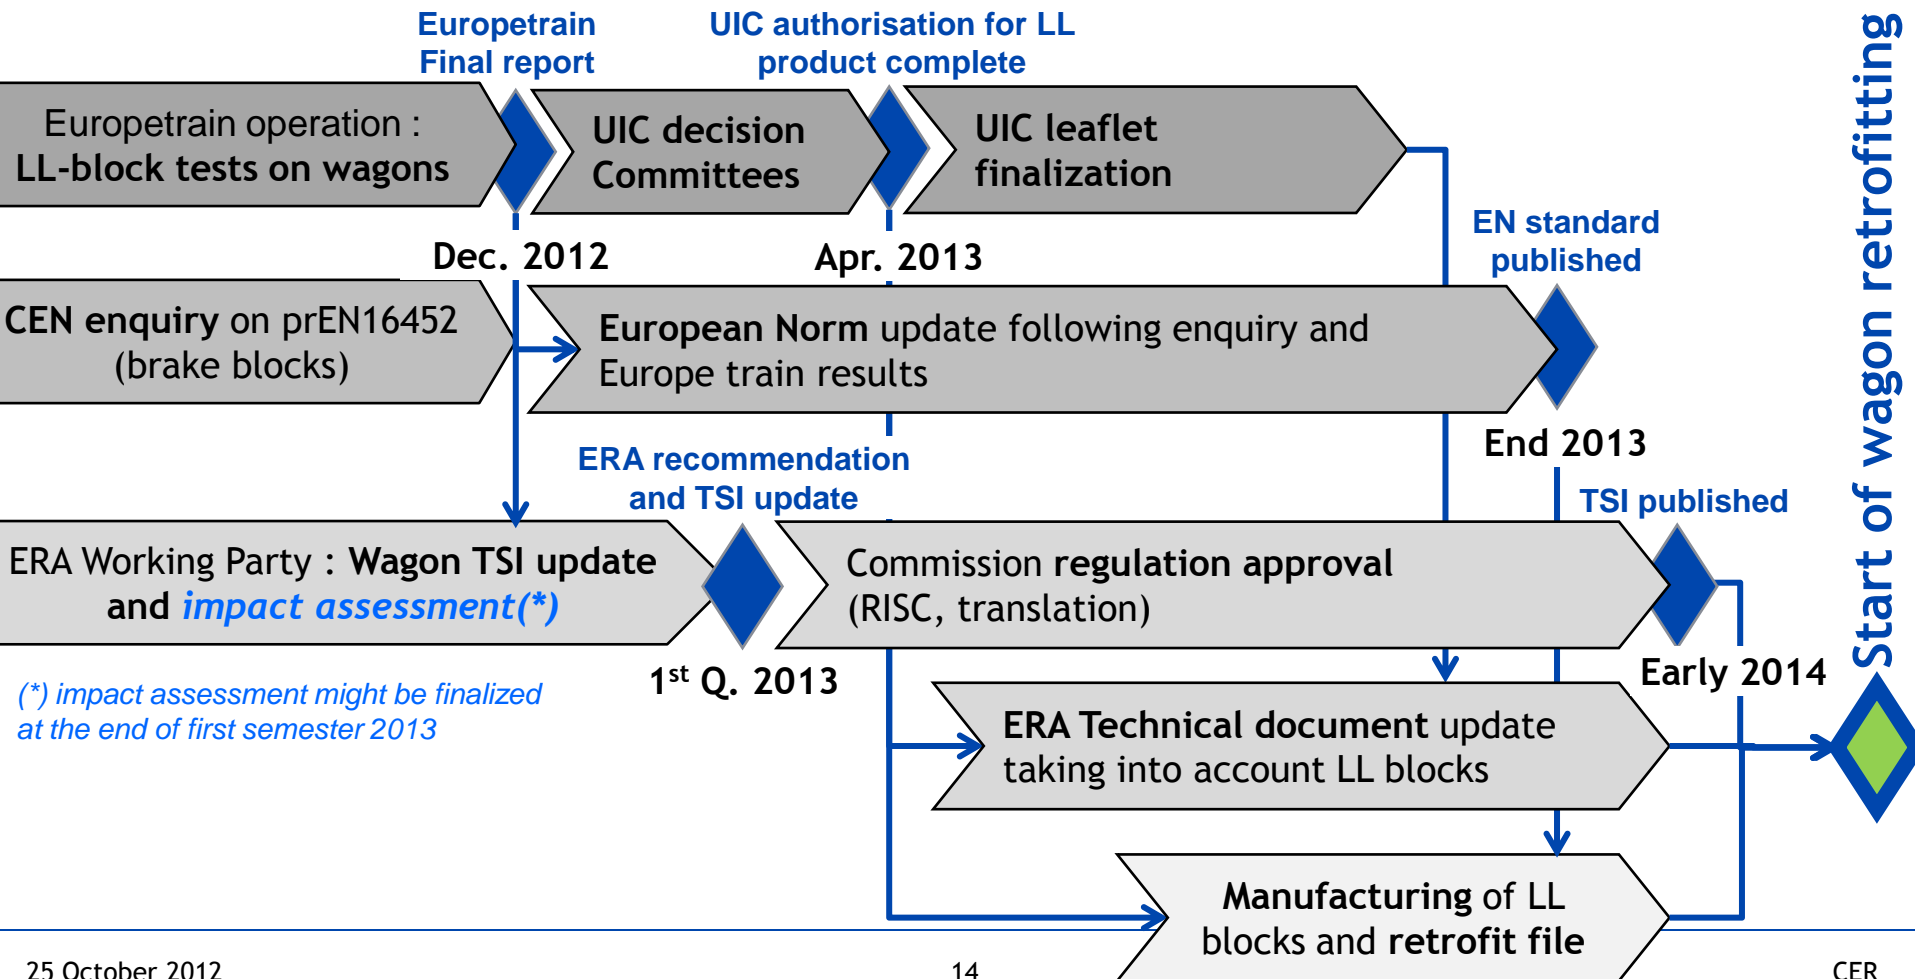 Europetrain
Final report
UIC authorisation for LL
product complete
Europetrain operation :
LL-block tests on wagons
UIC decision
Committees
UIC leaflet
finalization
Dec. 2012
Apr. 2013
EN standard
published
CEN enquiry on prEN16452
(brake blocks)
European Norm update following enquiry and
Europe train results
End 2013
ERA recommendation
and TSI update
TSI published
ERA Working Party : Wagon TSI update
and impact assessment(*)
Commission regulation approval
(RISC, translation)
1st Q. 2013
Early 2014
(*) impact assessment might be finalized
at the end of first semester 2013
ERA Technical document update
taking into account LL blocks
Manufacturing of LL
blocks and retrofit file
Start of wagon retrofitting
25 October 2012
14
CER